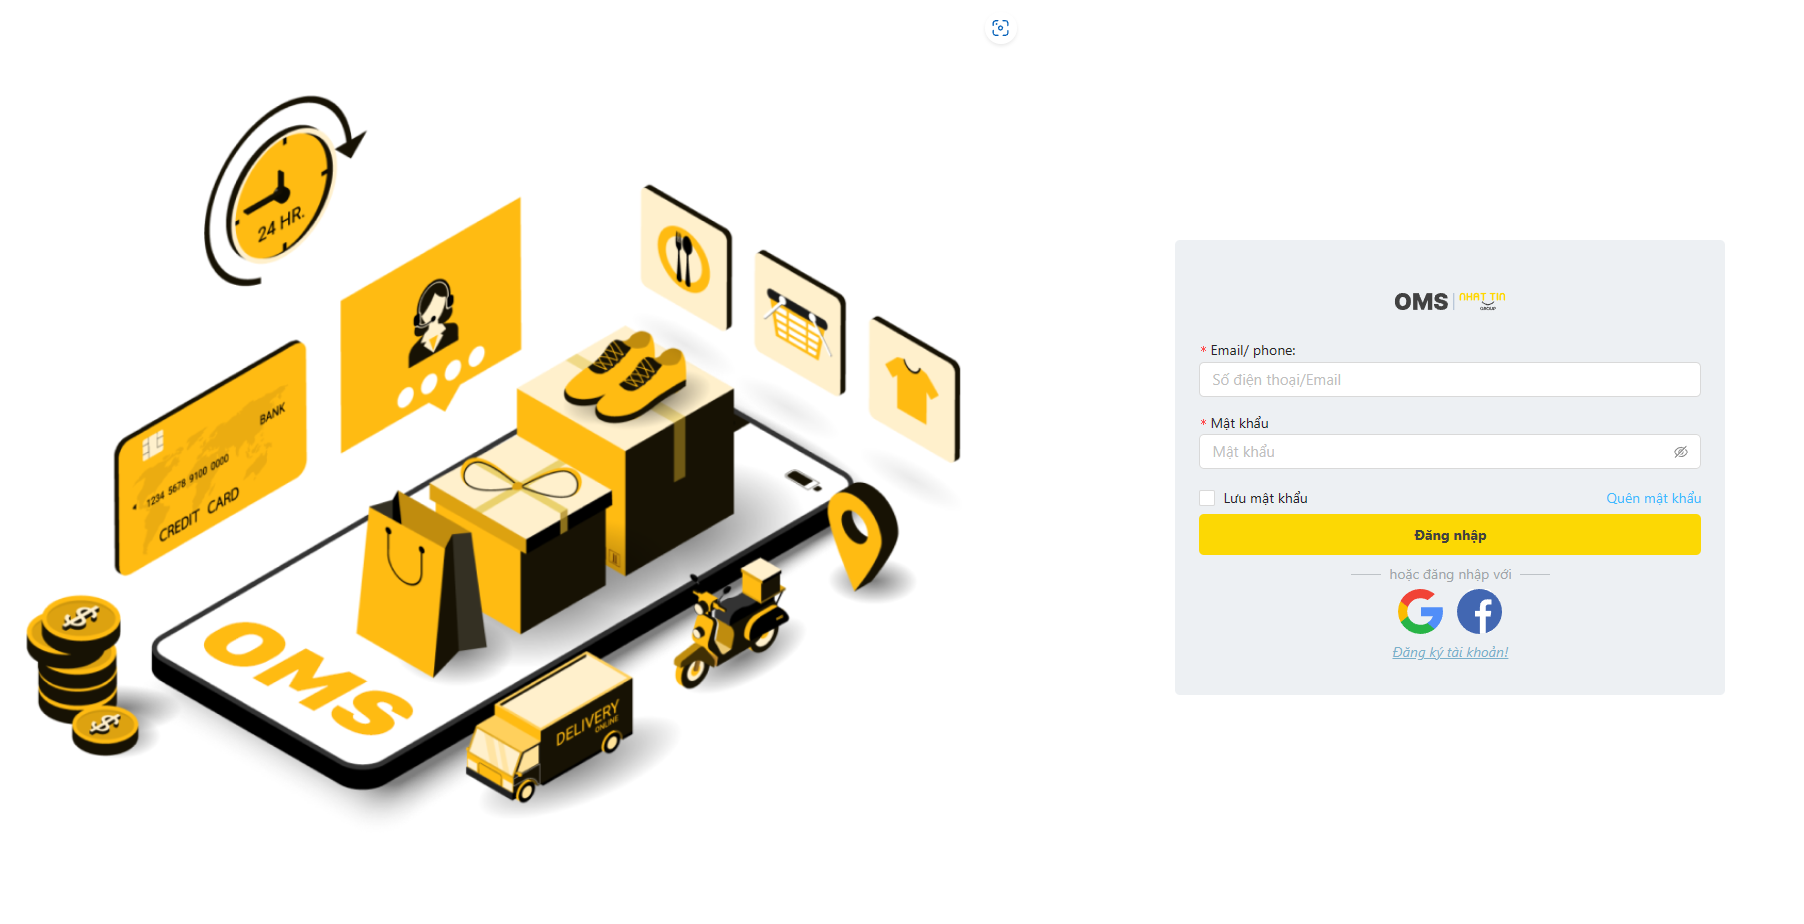 24 HR.
BANK
1234 5678 9100 0000
CREDIT CARD
OMS
DELIVERY
ONLINE
OMS | NHAT TIN
GROUP
* Email/ phone:
Số điện thoại/Email
* Mật khẩu
Mật khẩu
Lưu mật khẩu
Quên mật khẩu
Đăng nhập
hoặc đăng nhập với
Đăng ký tài khoản!